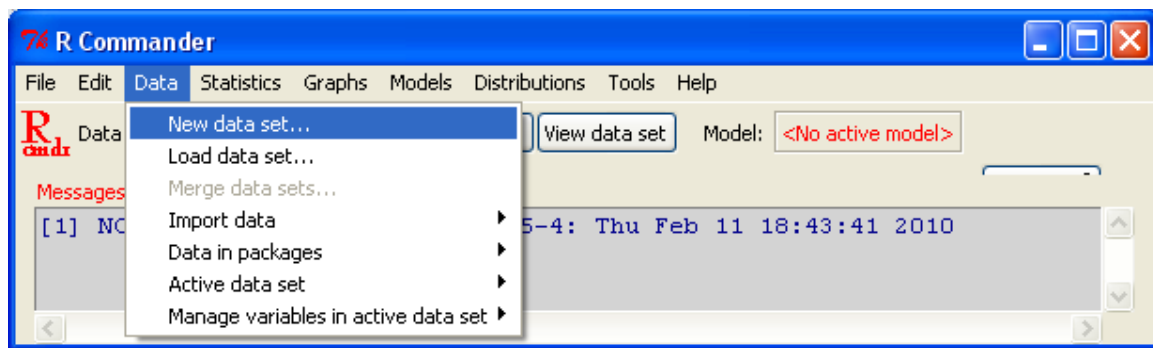 R Commander
File Edit Data Statistics Graphs Models Distributions Tools Help
R cmdr Data View data set Model: <No active model>
New data set...
Load data set...
Merge data sets...
Import data
Data in packages
Active data set
Manage variables in active data set
Messages
[1] NO 5-4: Thu Feb 11 18:43:41 2010